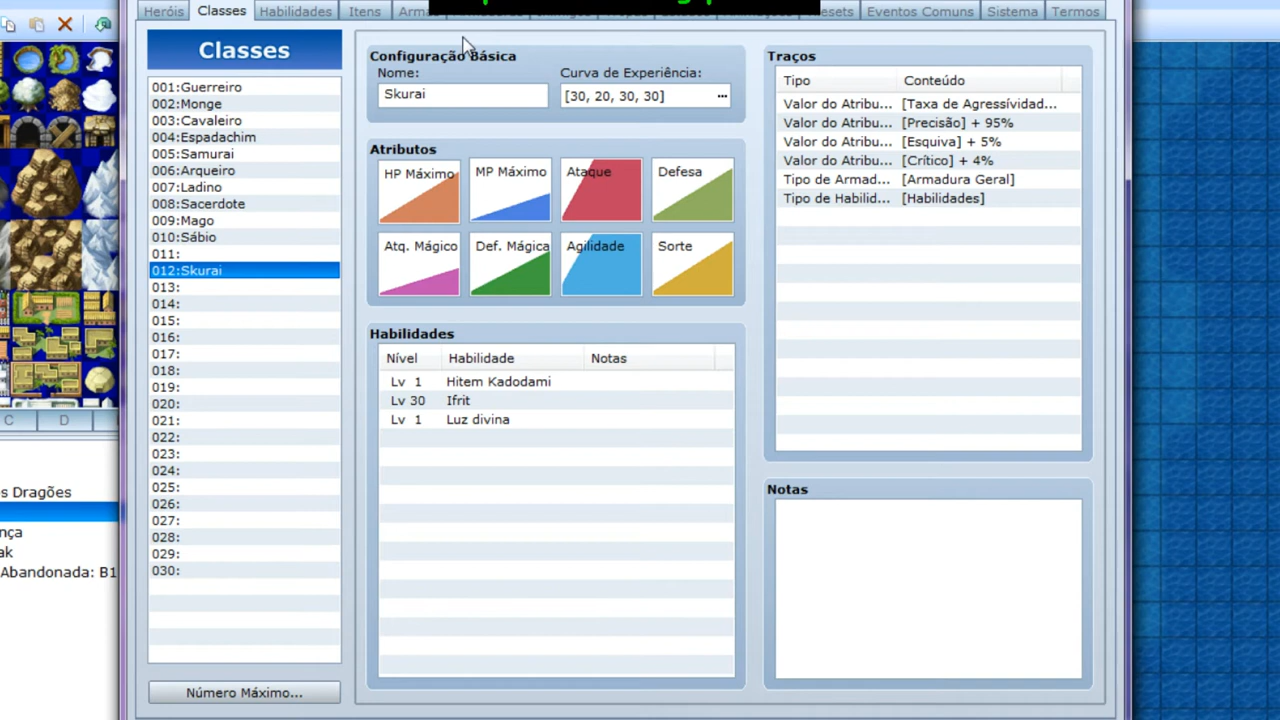 Heróis Classes Habilidades Itens Eventos Comuns Sistema Termos
Classes
001:Guerreiro
002:Monge
003:Cavaleiro
004:Espadachim
005:Samurai
006:Arqueiro
007:Ladino
008:Sacerdote
009:Mago
010:Sábio
011:
012:Skurai
013:
014:
015:
016:
017:
018:
019:
020:
021:
022:
023:
024:
025:
026:
027:
028:
029:
030:
Número Máximo...
Configuração Básica
Nome: Curva de Experiência:
Skurai [30, 20, 30, 30] ...
Atributos
HP Máximo MP Máximo Ataque Defesa
Atq. Mágico Def. Mágica Agilidade Sorte
Habilidades
Nível Habilidade Notas
Lv 1 Hitem Kadodami
Lv 30 Ifrit
Lv 1 Luz divina
Traços
Tipo Conteúdo
Valor do Atribu... [Taxa de Agressívidad...
Valor do Atribu... [Precisão] + 95%
Valor do Atribu... [Esquiva] + 5%
Valor do Atribu... [Crítico] + 4%
Tipo de Armad... [Armadura Geral]
Tipo de Habilid... [Habilidades]
Notas
C D
s Dragões
nça
ak
Abandonada: B1